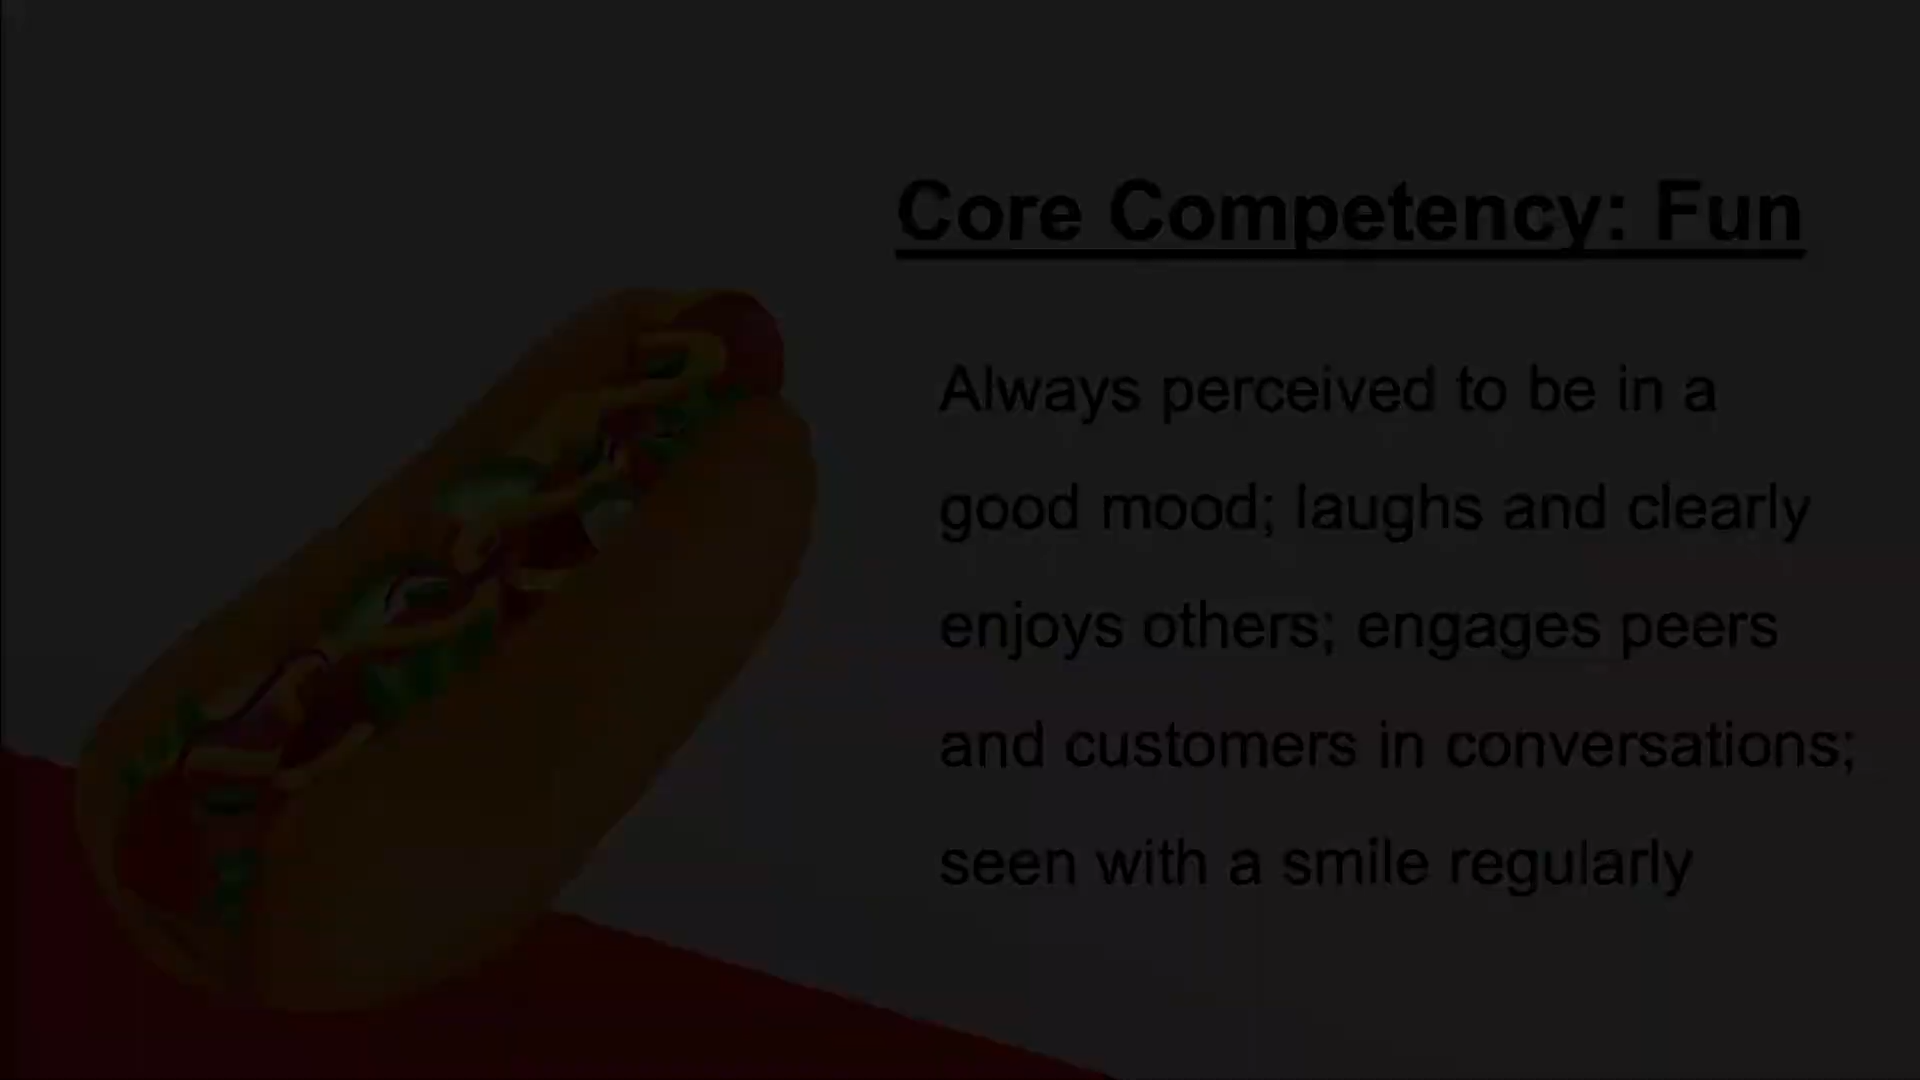 Core Competency: Fun
Always perceived to be in a
good mood; laughs and clearly
enjoys others; engages peers
and customers in conversations;
seen with a smile regularly